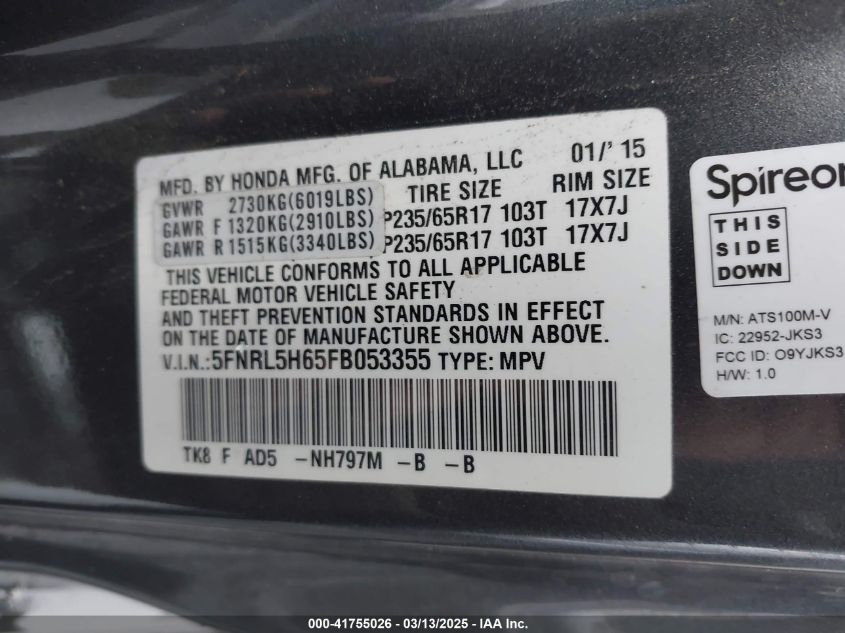 MFD. BY HONDA MFG. OF ALABAMA, LLC 01/' 15
GVWR 2730KG(6019LBS) TIRE SIZE RIM SIZE
GAWR F 1320KG(2910LBS) P235/65R17 103T 17X7J
GAWR R 1515KG(3340LBS) P235/65R17 103T 17X7J
THIS VEHICLE CONFORMS TO ALL APPLICABLE
FEDERAL MOTOR VEHICLE SAFETY
AND THEFT PREVENTION STANDARDS IN EFFECT
ON THE DATE OF MANUFACTURE SHOWN ABOVE.
V.I.N.:5FNRL5H65FB053355 TYPE: MPV
TK8 F AD5 -NH797M -B -B
Spireon
THIS
SIDE
DOWN
M/N: ATS100M-V
IC: 22952-JKS3
FCC ID: O9YJKS3
H/W: 1.0
000-41755026 - 03/13/2025 - IAA Inc.